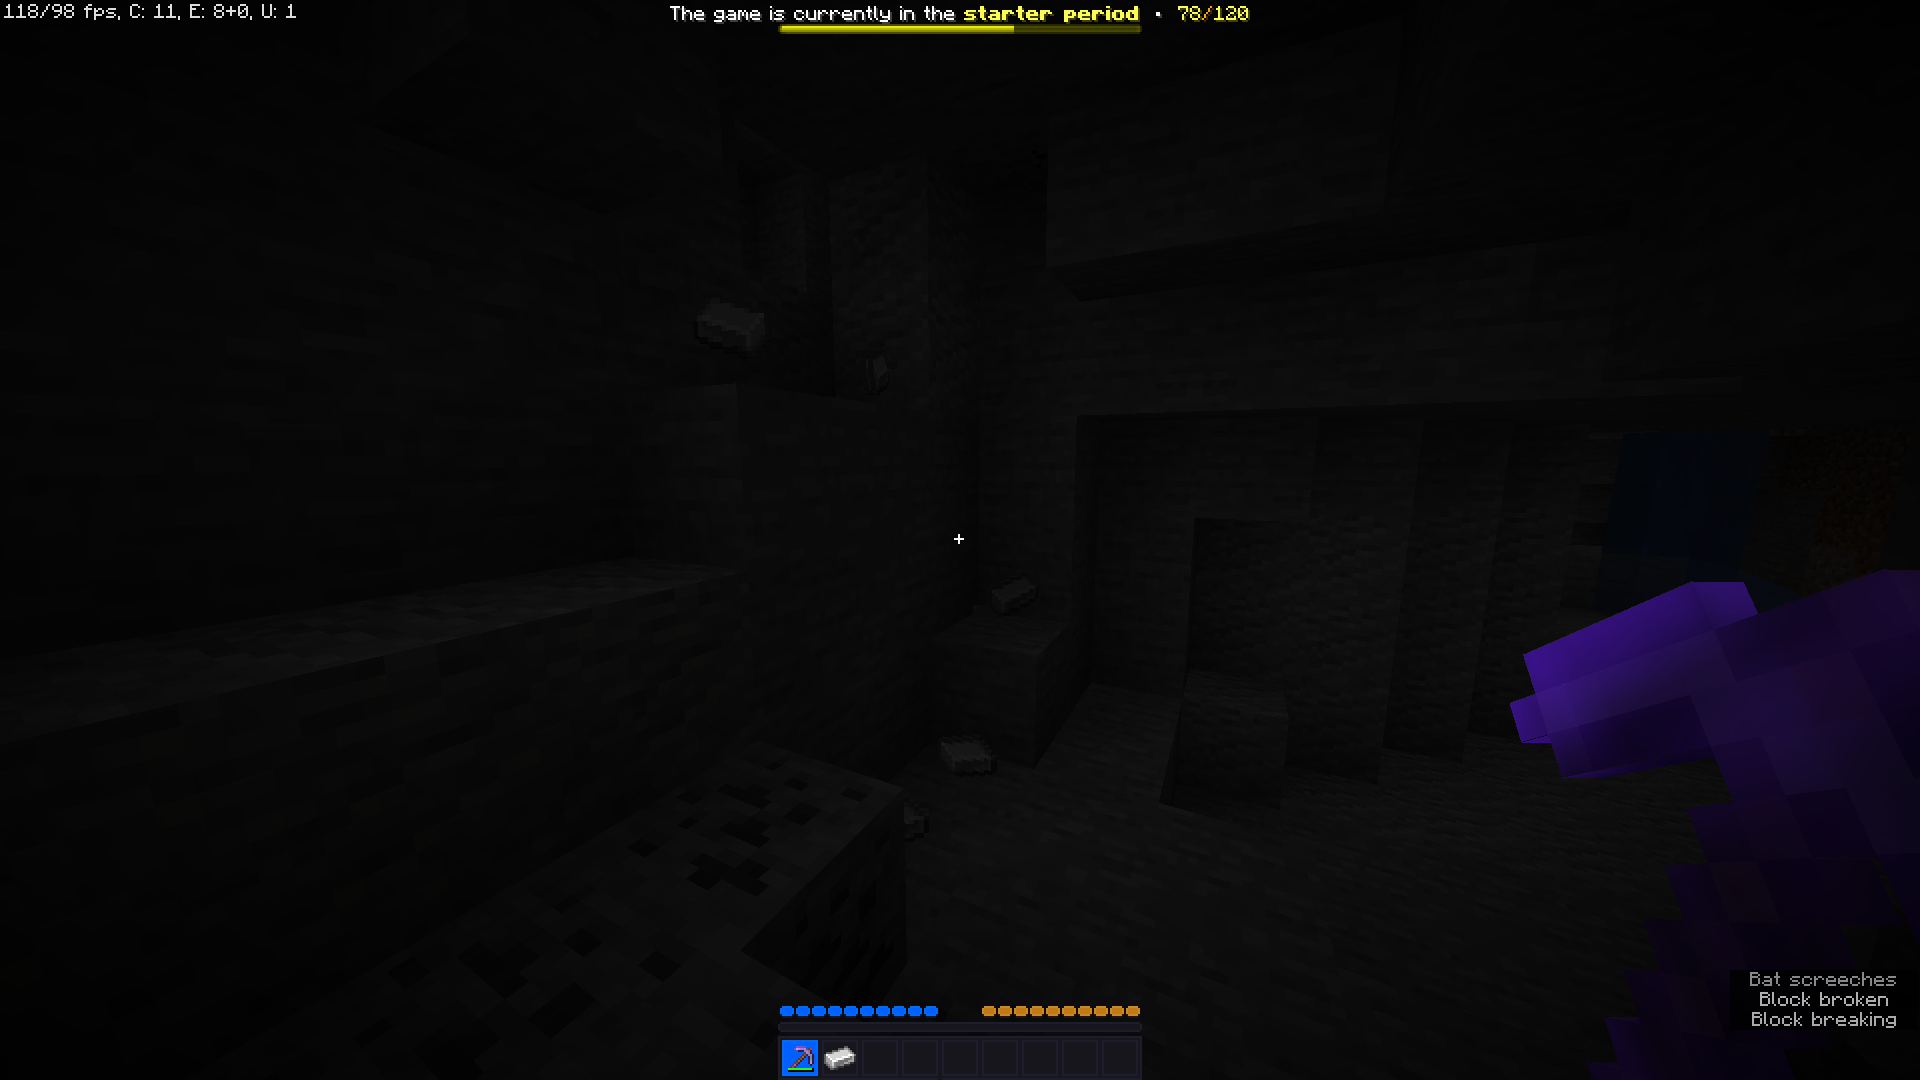 118/98 fps, C: 11, E: 8+0, U: 1
The game is currently in the starter period • 78/120
Bat screeches
Block broken
Block breaking